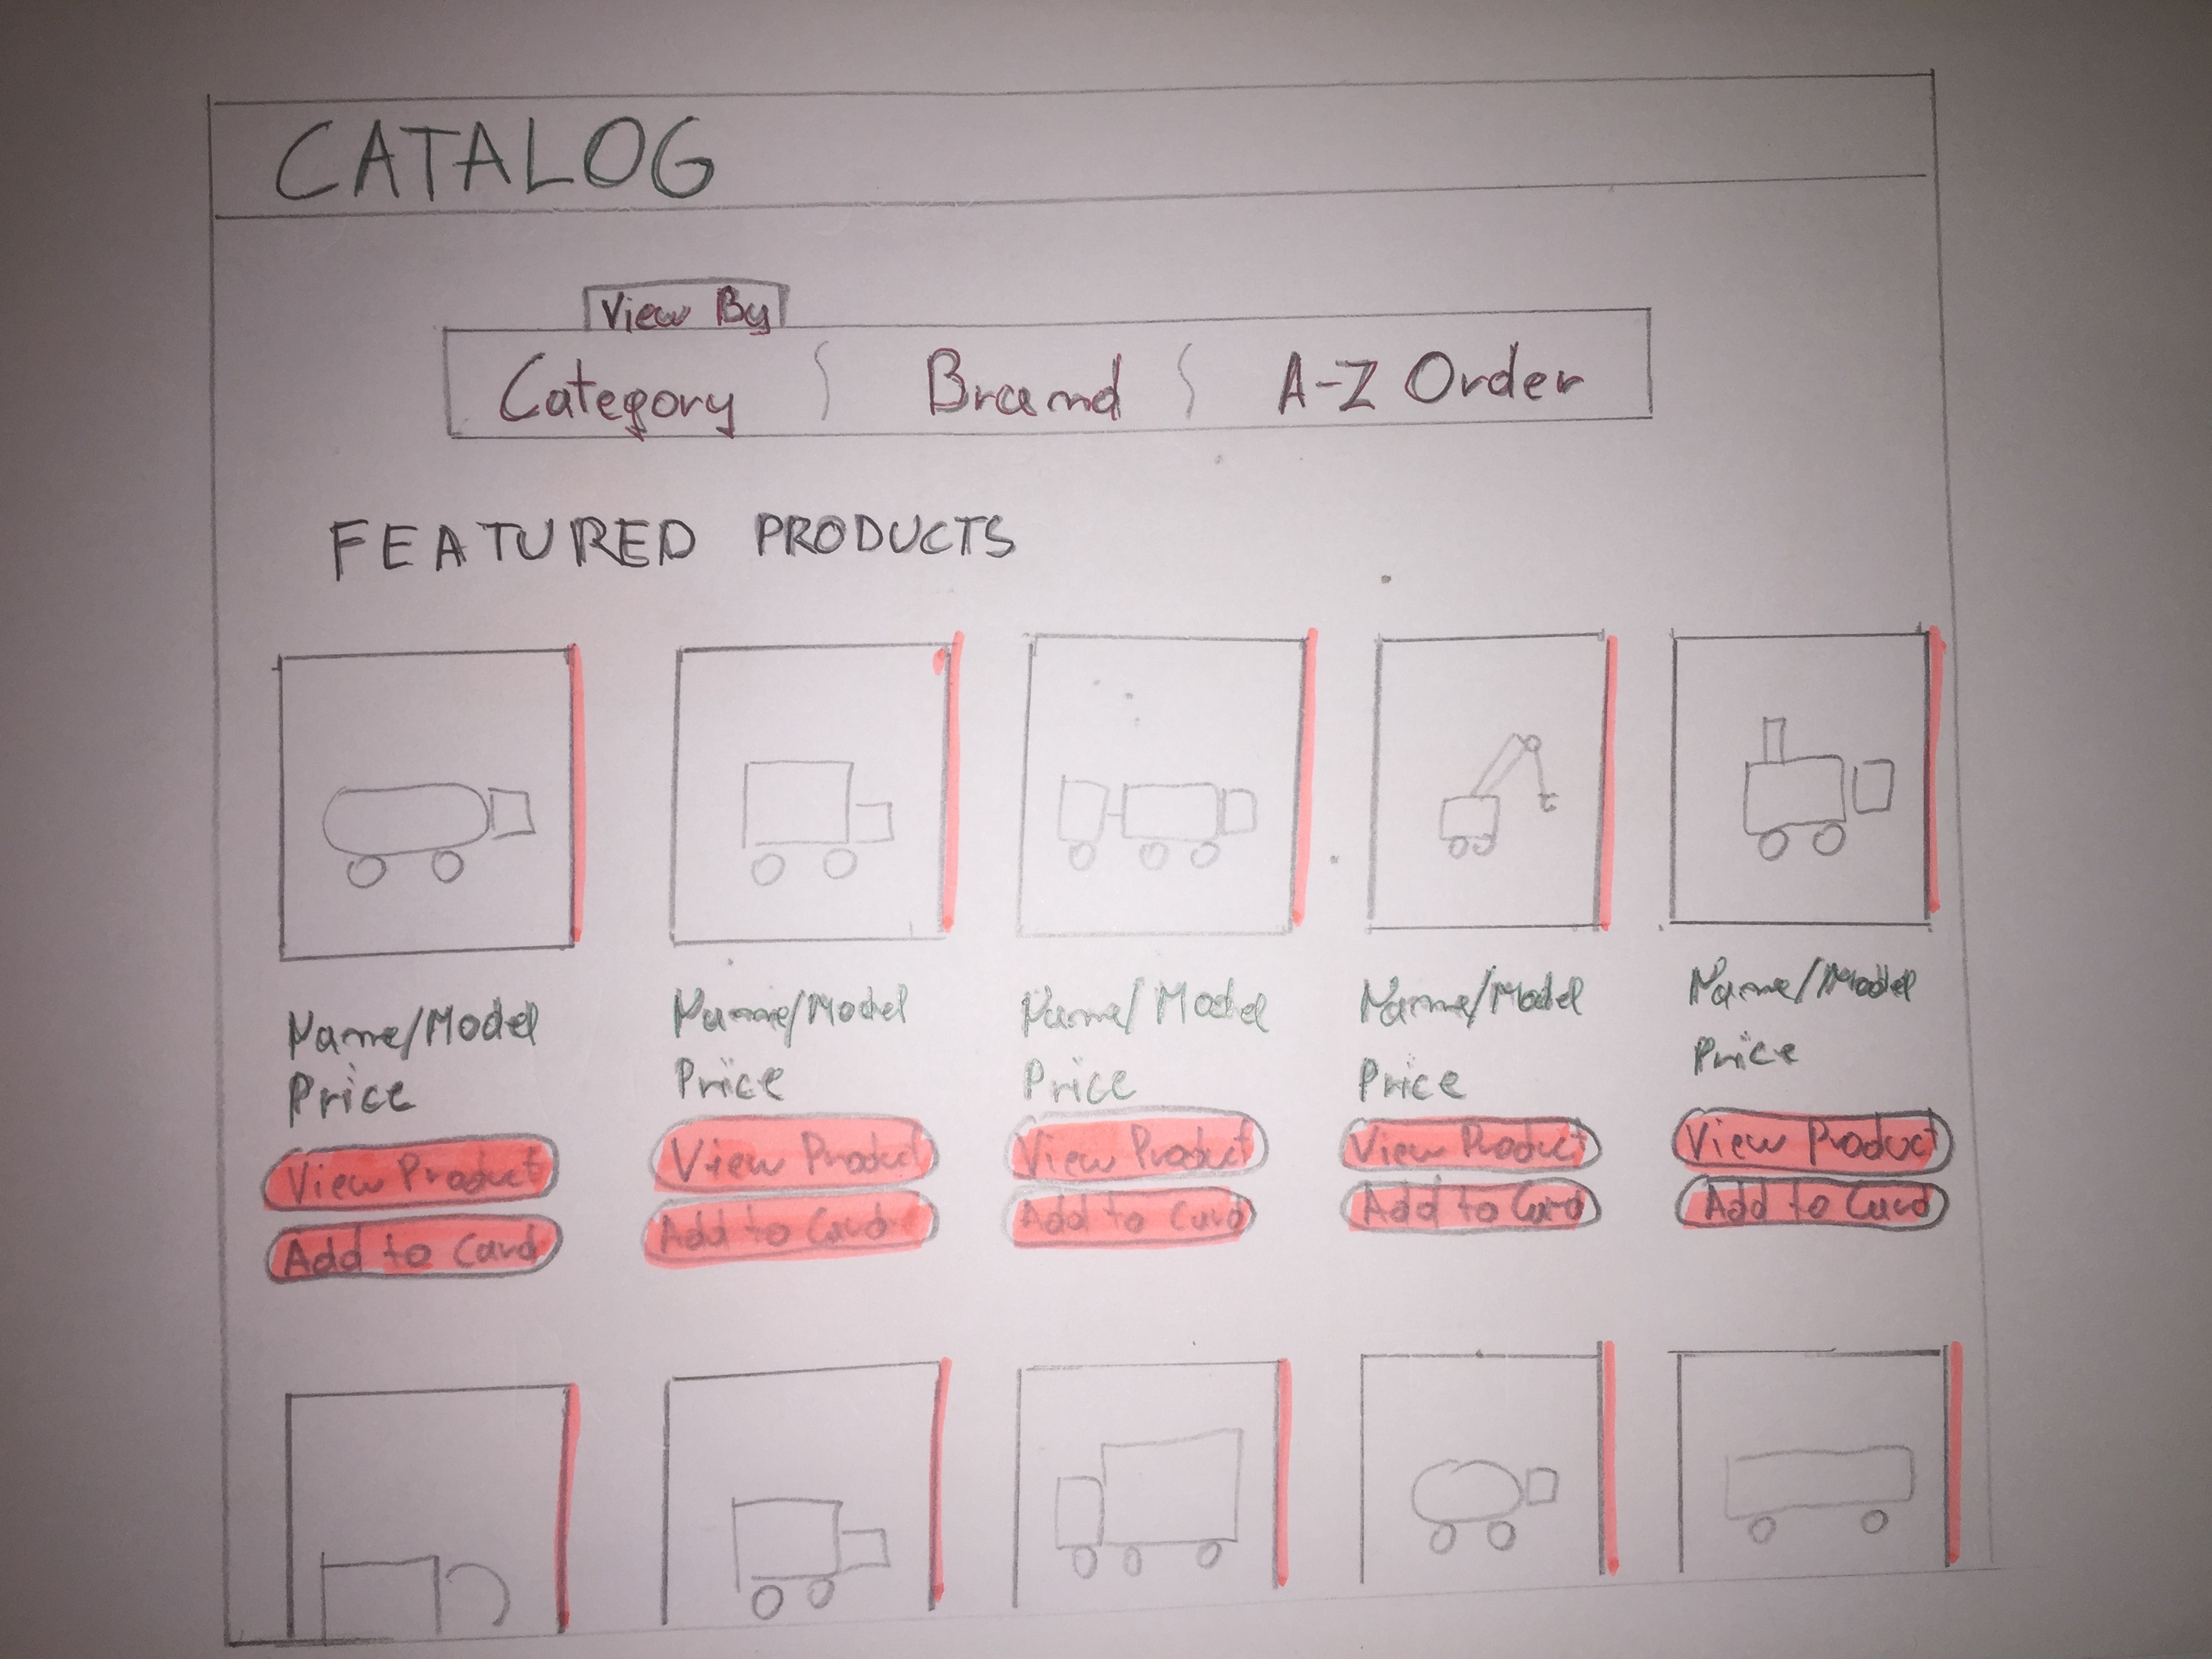 CATALOG
View By
Category Brand A-Z Order
FEATURED PRODUCTS
Name/Model Name/Model Name/Model Name/Model Name/Model
Price Price Price Price Price
View Product View Product View Product View Product View Product
Add to Card Add to Card Add to Card Add to Card Add to Card